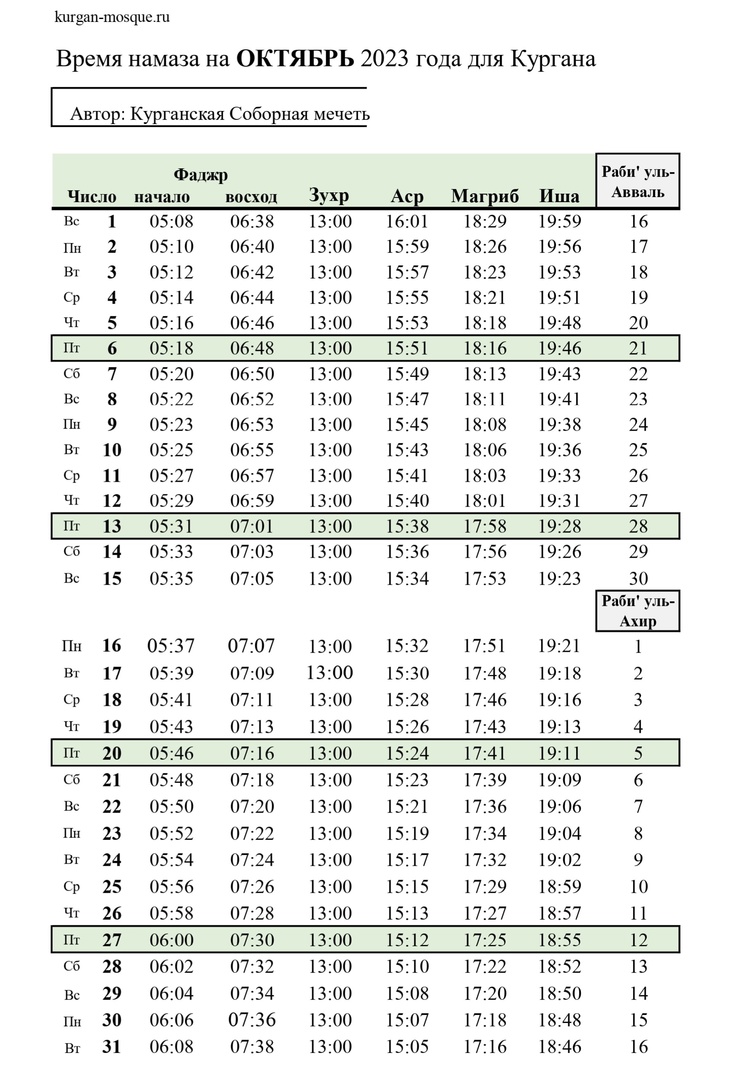 kurgan-mosque.ru
Время намаза на ОКТЯБРЬ 2023 года для Кургана
Автор: Курганская Соборная мечеть
Фаджр Раби' уль-
Число начало восход Зухр Аср Магриб Иша Авваль
Вс 1 05:08 06:38 13:00 16:01 18:29 19:59 16
Пн 2 05:10 06:40 13:00 15:59 18:26 19:56 17
Вт 3 05:12 06:42 13:00 15:57 18:23 19:53 18
Ср 4 05:14 06:44 13:00 15:55 18:21 19:51 19
Чт 5 05:16 06:46 13:00 15:53 18:18 19:48 20
Пт 6 05:18 06:48 13:00 15:51 18:16 19:46 21
Сб 7 05:20 06:50 13:00 15:49 18:13 19:43 22
Вс 8 05:22 06:52 13:00 15:47 18:11 19:41 23
Пн 9 05:23 06:53 13:00 15:45 18:08 19:38 24
Вт 10 05:25 06:55 13:00 15:43 18:06 19:36 25
Ср 11 05:27 06:57 13:00 15:41 18:03 19:33 26
Чт 12 05:29 06:59 13:00 15:40 18:01 19:31 27
Пт 13 05:31 07:01 13:00 15:38 17:58 19:28 28
Сб 14 05:33 07:03 13:00 15:36 17:56 19:26 29
Вс 15 05:35 07:05 13:00 15:34 17:53 19:23 30
Раби' уль-
Ахир
Пн 16 05:37 07:07 13:00 15:32 17:51 19:21 1
Вт 17 05:39 07:09 13:00 15:30 17:48 19:18 2
Ср 18 05:41 07:11 13:00 15:28 17:46 19:16 3
Чт 19 05:43 07:13 13:00 15:26 17:43 19:13 4
Пт 20 05:46 07:16 13:00 15:24 17:41 19:11 5
Сб 21 05:48 07:18 13:00 15:23 17:39 19:09 6
Вс 22 05:50 07:20 13:00 15:21 17:36 19:06 7
Пн 23 05:52 07:22 13:00 15:19 17:34 19:04 8
Вт 24 05:54 07:24 13:00 15:17 17:32 19:02 9
Ср 25 05:56 07:26 13:00 15:15 17:29 18:59 10
Чт 26 05:58 07:28 13:00 15:13 17:27 18:57 11
Пт 27 06:00 07:30 13:00 15:12 17:25 18:55 12
Сб 28 06:02 07:32 13:00 15:10 17:22 18:52 13
Вс 29 06:04 07:34 13:00 15:08 17:20 18:50 14
Пн 30 06:06 07:36 13:00 15:07 17:18 18:48 15
Вт 31 06:08 07:38 13:00 15:05 17:16 18:46 16